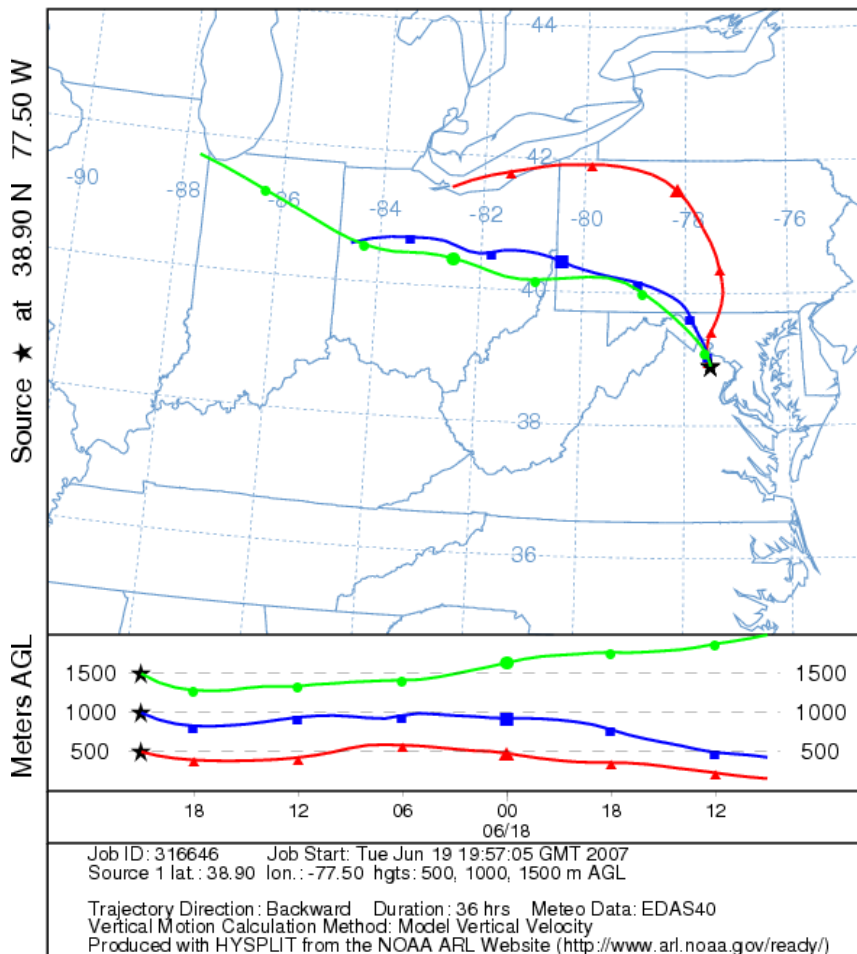 Source ★ at 38.90 N 77.50 W
44
42
-90
-88
-86
-84
-82
-80
-78
-76
40
38
36
Meters AGL
1500 1500
1000 1000
500 500
18 12 06 00 18 12
06/18
Job ID: 316646 Job Start: Tue Jun 19 19:57:05 GMT 2007
Source 1 lat.: 38.90 lon.: -77.50 hgts: 500, 1000, 1500 m AGL
Trajectory Direction: Backward Duration: 36 hrs Meteo Data: EDAS40
Vertical Motion Calculation Method: Model Vertical Velocity
Produced with HYSPLIT from the NOAA ARL Website (http://www.arl.noaa.gov/ready/)